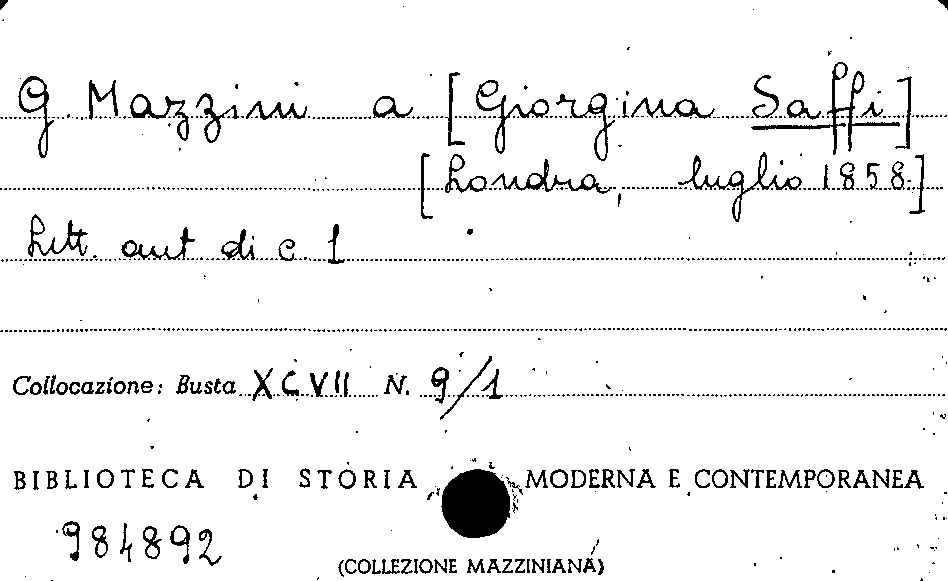 G. Mazzini a [Giorgina Saffi]
[Londra, luglio 1858.]
Lett. aut di c. 1
Collocazione: Busta XCVII N. 9/1
BIBLIOTECA DI STORIA MODERNA E CONTEMPORANEA
984892
(COLLEZIONE MAZZINIANA)